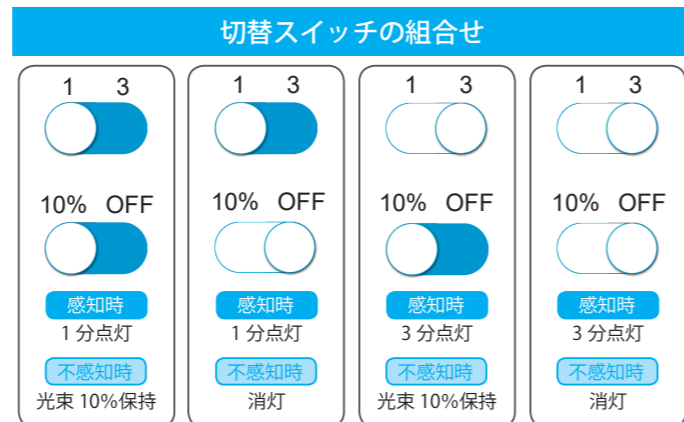 切替スイッチの組合せ
1 3
10% OFF
感知時
1 分点灯
不感知時
光束 10%保持
1 3
10% OFF
感知時
1 分点灯
不感知時
消灯
1 3
10% OFF
感知時
3 分点灯
不感知時
光束 10%保持
1 3
10% OFF
感知時
3 分点灯
不感知時
消灯